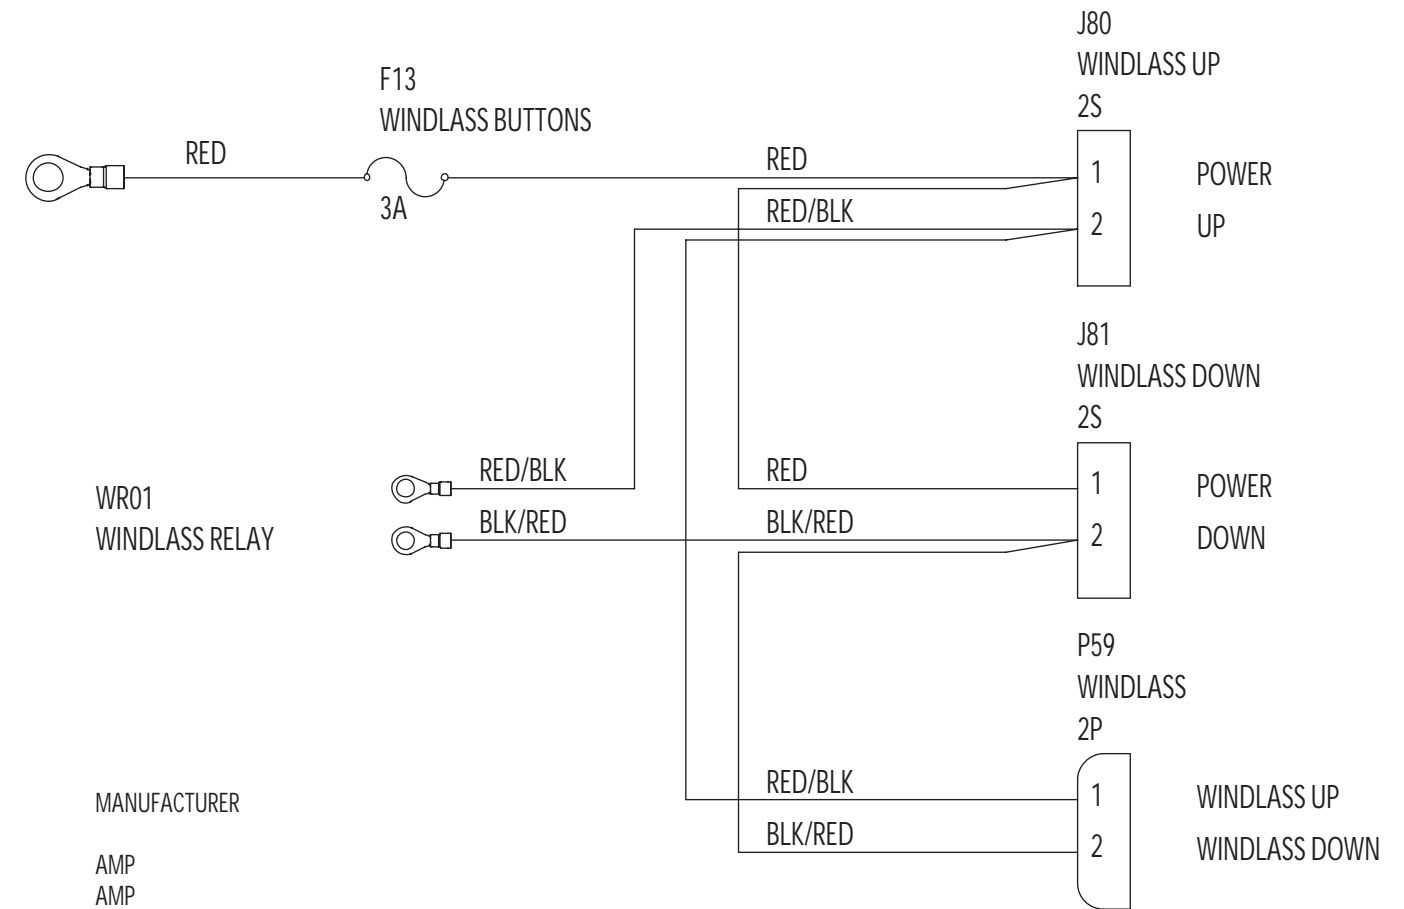 J80
WINDLASS UP
2S
F13
WINDLASS BUTTONS
RED
3A
RED
1
POWER
RED/BLK
2
UP
J81
WINDLASS DOWN
2S
WR01
WINDLASS RELAY
RED/BLK
RED
1
POWER
BLK/RED
BLK/RED
2
DOWN
P59
WINDLASS
2P
RED/BLK
1
WINDLASS UP
BLK/RED
2
WINDLASS DOWN
MANUFACTURER
AMP
AMP